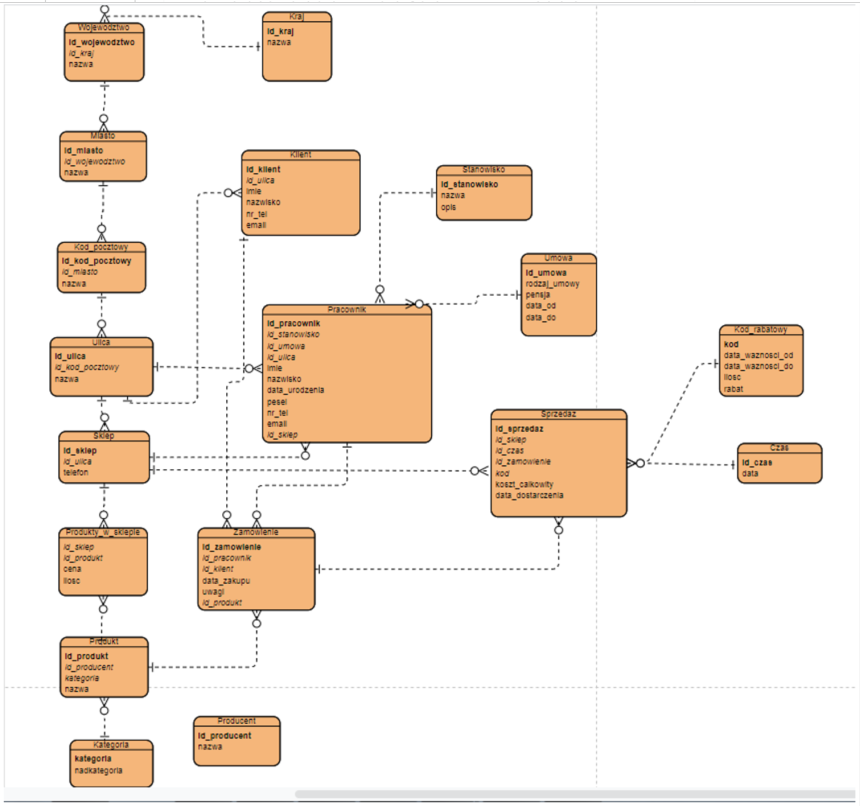 Województwo
id_wojewodztwo
id_kraj
nazwa
Kraj
id_kraj
nazwa
Miasto
id_miasto
id_wojewodztwo
nazwa
Klient
id_klient
id_ulica
imie
nazwisko
nr_tel
email
Stanowisko
id_stanowisko
nazwa
opis
Kod_pocztowy
id_kod_pocztowy
id_miasto
nazwa
Umowa
id_umowa
rodzaj_umowy
pensja
data_od
data_do
Pracownik
id_pracownik
id_stanowisko
id_umowa
id_ulica
imie
nazwisko
data_urodzenia
pesel
nr_tel
email
id_sklep
Ulica
id_ulica
id_kod_pocztowy
nazwa
Kod_rabatowy
kod
data_waznosci_od
data_waznosci_do
ilosc
rabat
Sprzedaz
id_sprzedaz
id_sklep
id_czas
id_zamowienie
kod
koszt_calkowity
data_dostarczenia
Sklep
id_sklep
id_ulica
telefon
Czas
id_czas
data
Produkty_w_sklepie
id_sklep
id_produkt
cena
ilosc
Zamowienie
id_zamowienie
id_pracownik
id_klient
data_zakupu
uwagi
id_produkt
Produkt
id_produkt
id_producent
kategoria
nazwa
Producent
id_producent
nazwa
Kategoria
kategoria
nadkategoria